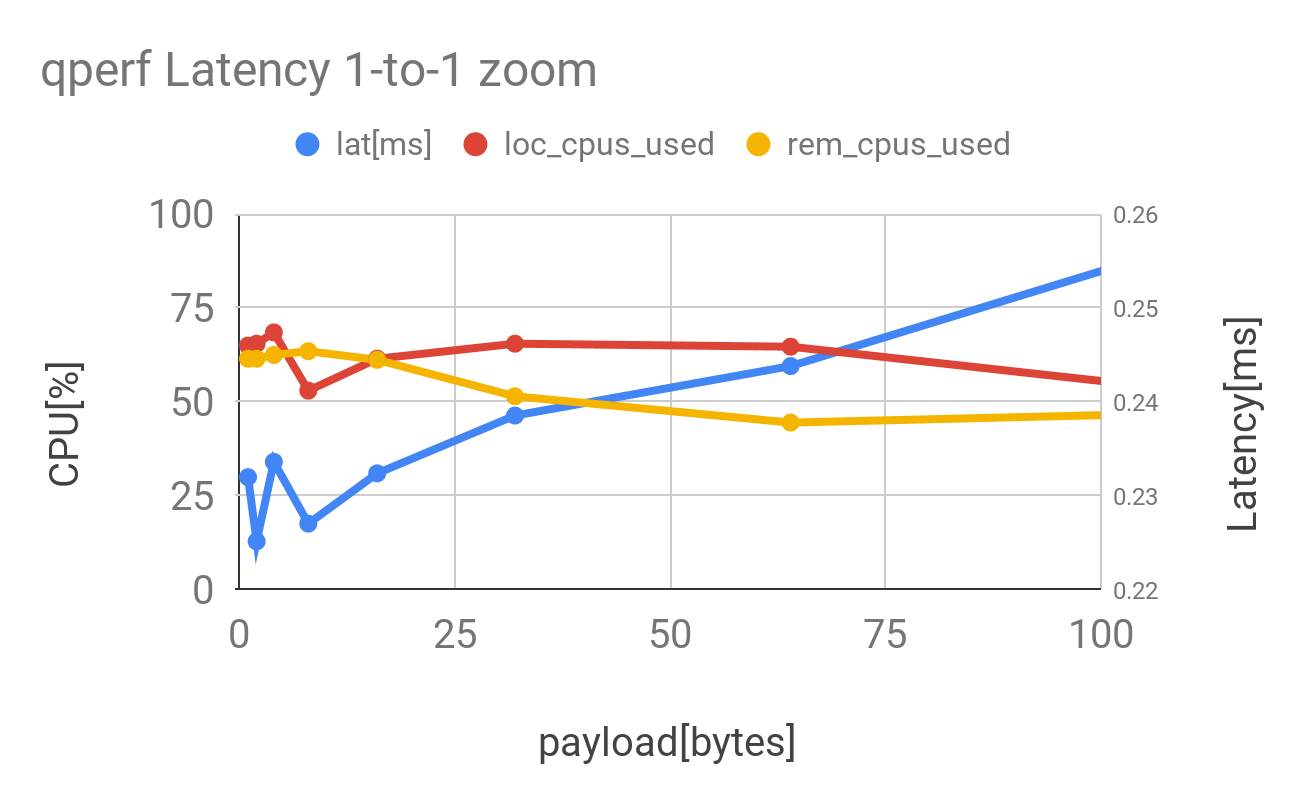 qperf Latency 1-to-1 zoom
lat[ms] loc_cpus_used rem_cpus_used
100 0.26
75 0.25
50 0.24
25 0.23
0 0.22
CPU[%]
Latency[ms]
0 25 50 75 100
payload[bytes]